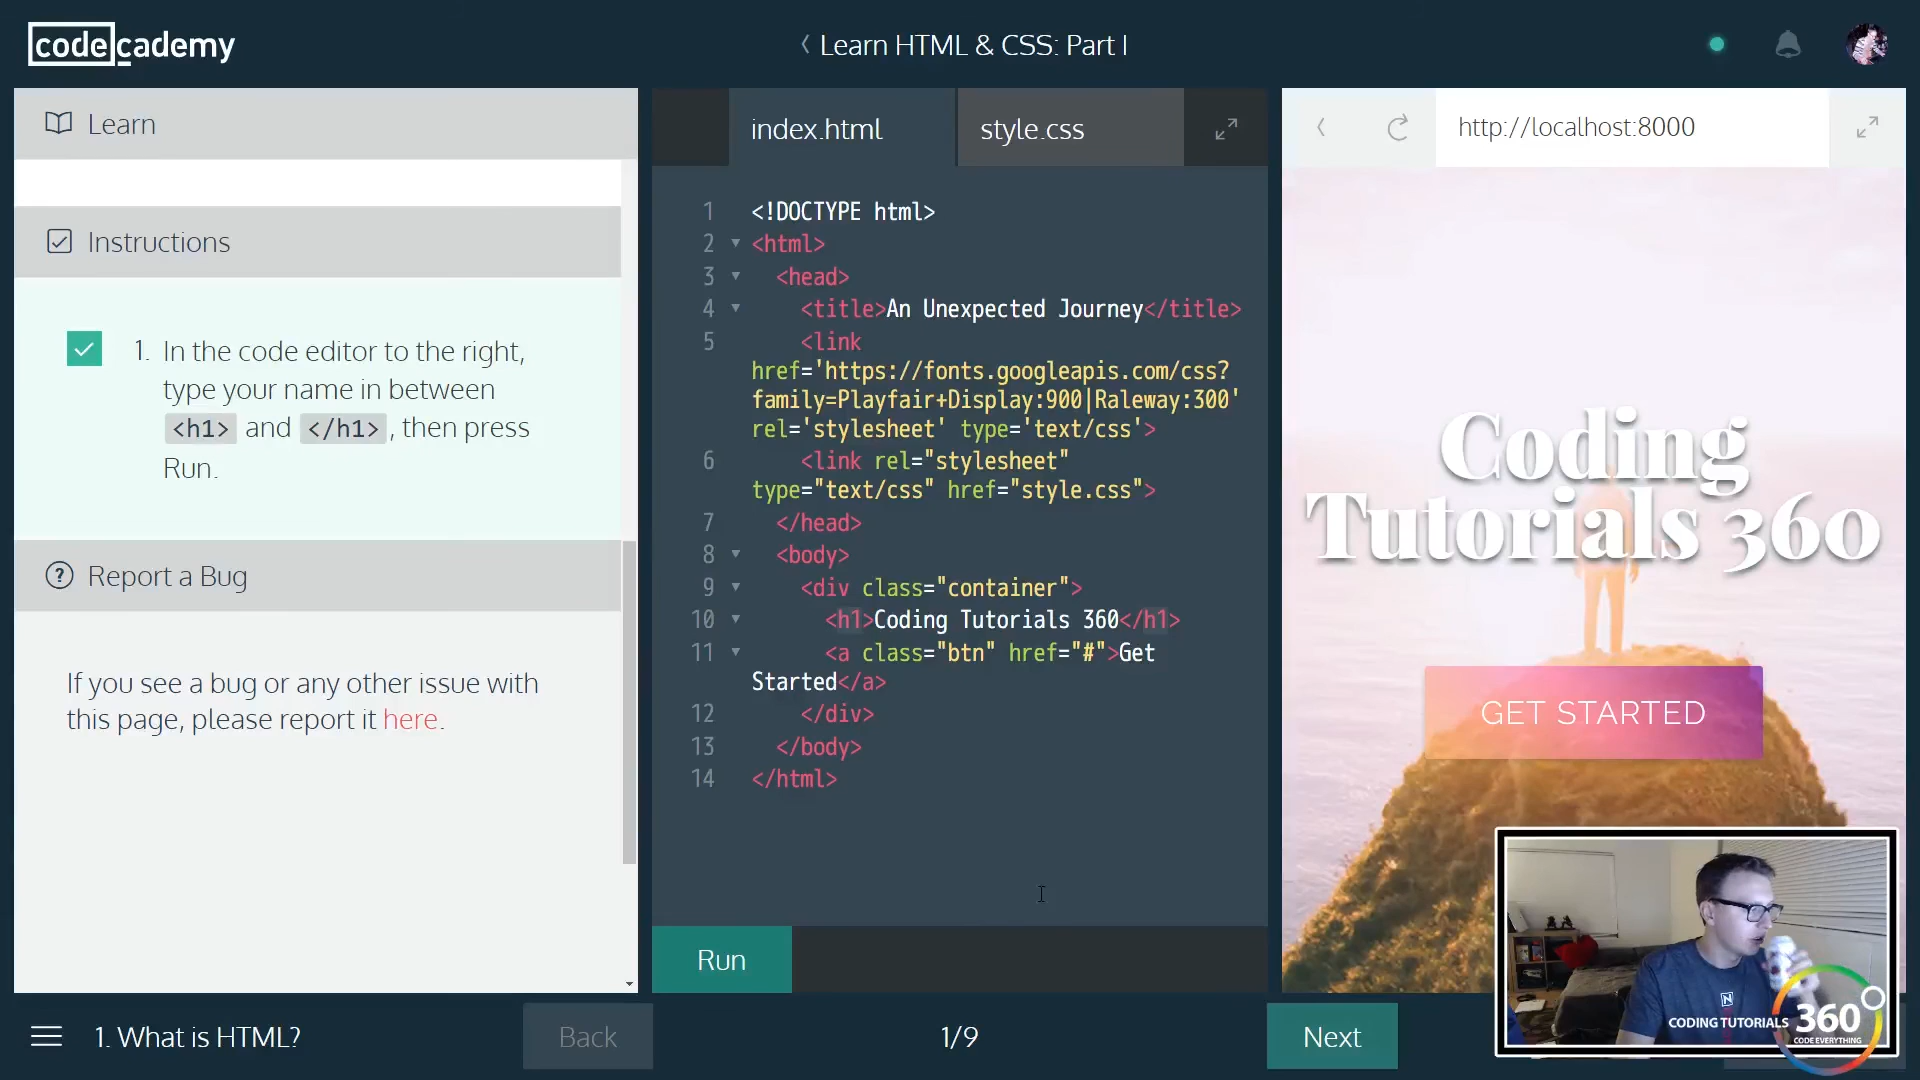 codecademy
Learn HTML & CSS: Part I
Learn
Instructions
1. In the code editor to the right,
type your name in between
<h1> and </h1>, then press
Run.
Report a Bug
If you see a bug or any other issue with
this page, please report it here.
1. What is HTML?
Back
index.html
style.css
1 <!DOCTYPE html>
2 <html>
3 <head>
4 <title>An Unexpected Journey</title>
5 <link
href='https://fonts.googleapis.com/css?
family=Playfair+Display:900|Raleway:300'
rel='stylesheet' type='text/css'>
6 <link rel="stylesheet"
type="text/css" href="style.css">
7 </head>
8 <body>
9 <div class="container">
10 <h1>Coding Tutorials 360</h1>
11 <a class="btn" href="#">Get
Started</a>
12 </div>
13 </body>
14 </html>
Run
1/9
Next
http://localhost:8000
Coding
Tutorials 360
GET STARTED
N
CODING TUTORIALS 360
CODE EVERYTHING